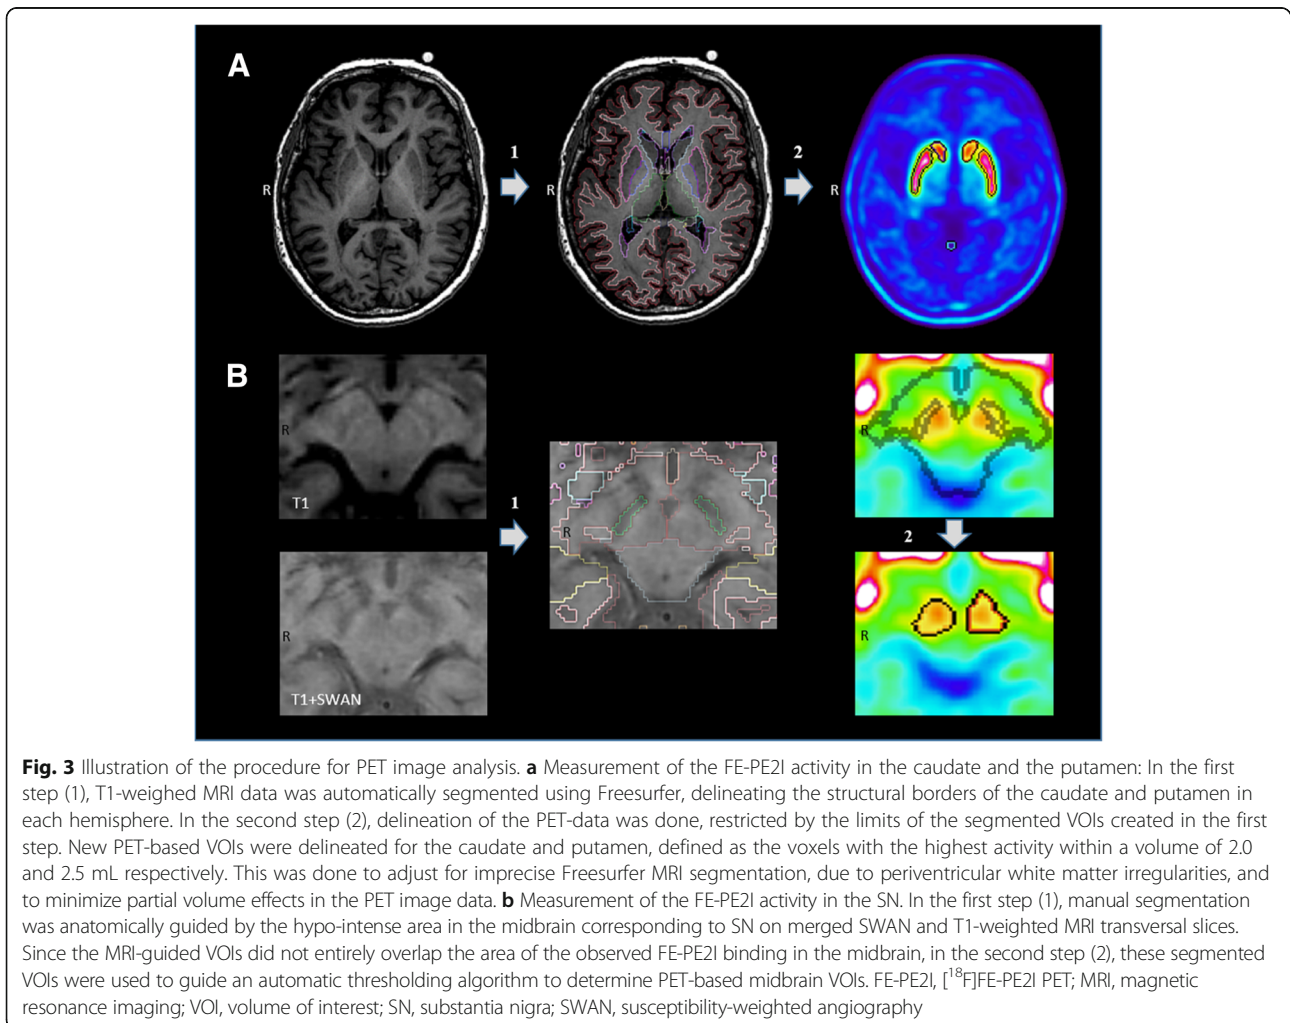 A
1
2
R
R
R
B
R
T1
1
R
R
2
R
R
T1+SWAN
Fig. 3 Illustration of the procedure for PET image analysis. a Measurement of the FE-PE2I activity in the caudate and the putamen: In the first
step (1), T1-weighed MRI data was automatically segmented using Freesurfer, delineating the structural borders of the caudate and putamen in
each hemisphere. In the second step (2), delineation of the PET-data was done, restricted by the limits of the segmented VOIs created in the first
step. New PET-based VOIs were delineated for the caudate and putamen, defined as the voxels with the highest activity within a volume of 2.0
and 2.5 mL respectively. This was done to adjust for imprecise Freesurfer MRI segmentation, due to periventricular white matter irregularities, and
to minimize partial volume effects in the PET image data. b Measurement of the FE-PE2I activity in the SN. In the first step (1), manual segmentation
was anatomically guided by the hypo-intense area in the midbrain corresponding to SN on merged SWAN and T1-weighted MRI transversal slices.
Since the MRI-guided VOIs did not entirely overlap the area of the observed FE-PE2I binding in the midbrain, in the second step (2), these segmented
VOIs were used to guide an automatic thresholding algorithm to determine PET-based midbrain VOIs. FE-PE2I, [¹⁸F]FE-PE2I PET; MRI, magnetic
resonance imaging; VOI, volume of interest; SN, substantia nigra; SWAN, susceptibility-weighted angiography